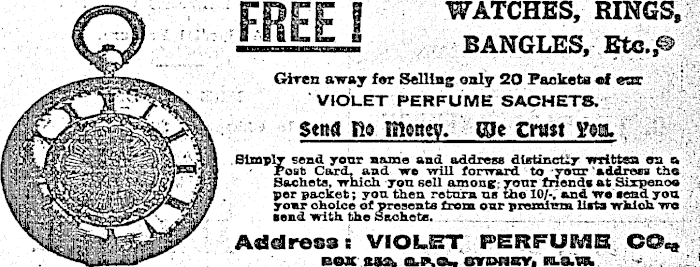 FREE!
WATCHES, RINGS,
BANGLES, Etc.,
Given away for Selling only 20 Packets of our
VIOLET PERFUME SACHETS.
Send No Money. We Trust You.
Simply send your name and address distinctly written on a
Post Card, and we will forward to your address the
Sachets, which you sell among your friends at Sixpence
per packet; you then return us the 10/-, and we send you
your choice of presents from our premium lists which we
send with the Sachets.
Address: VIOLET PERFUME CO.,
BOX 232, G.P.O., SYDNEY, N.S.W.